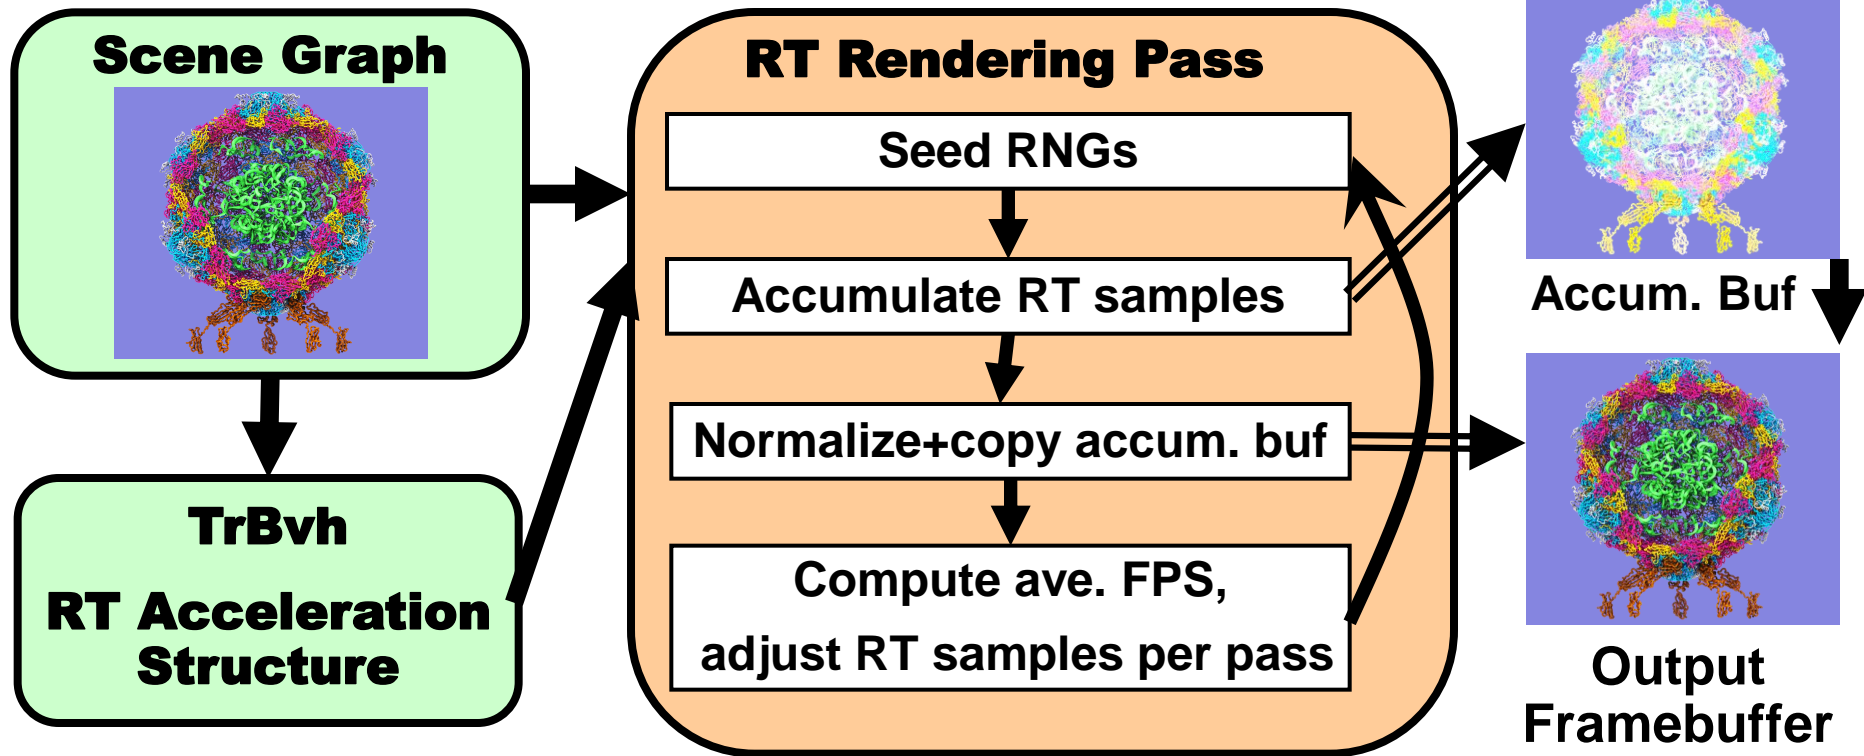 Scene Graph
TrBvh
RT Acceleration
Structure
RT Rendering Pass
Seed RNGs
Accumulate RT samples
Normalize+copy accum. buf
Compute ave. FPS,
adjust RT samples per pass
Accum. Buf
Output
Framebuffer